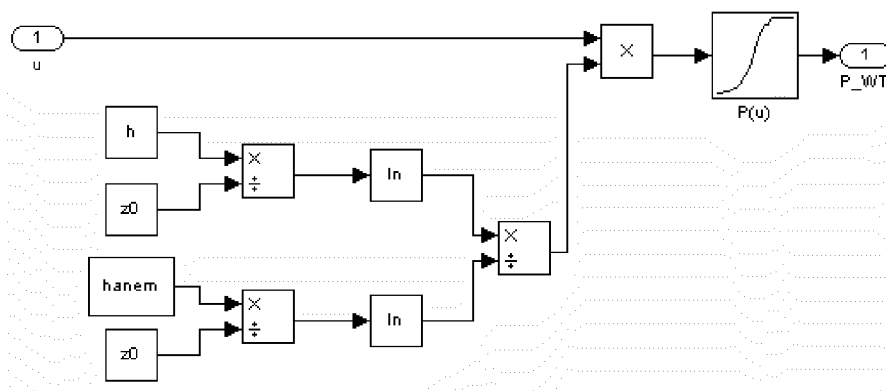 1
u
×
P(u)
1
P_WT
h
z0
×
÷
ln
×
÷
hanem
z0
×
÷
ln